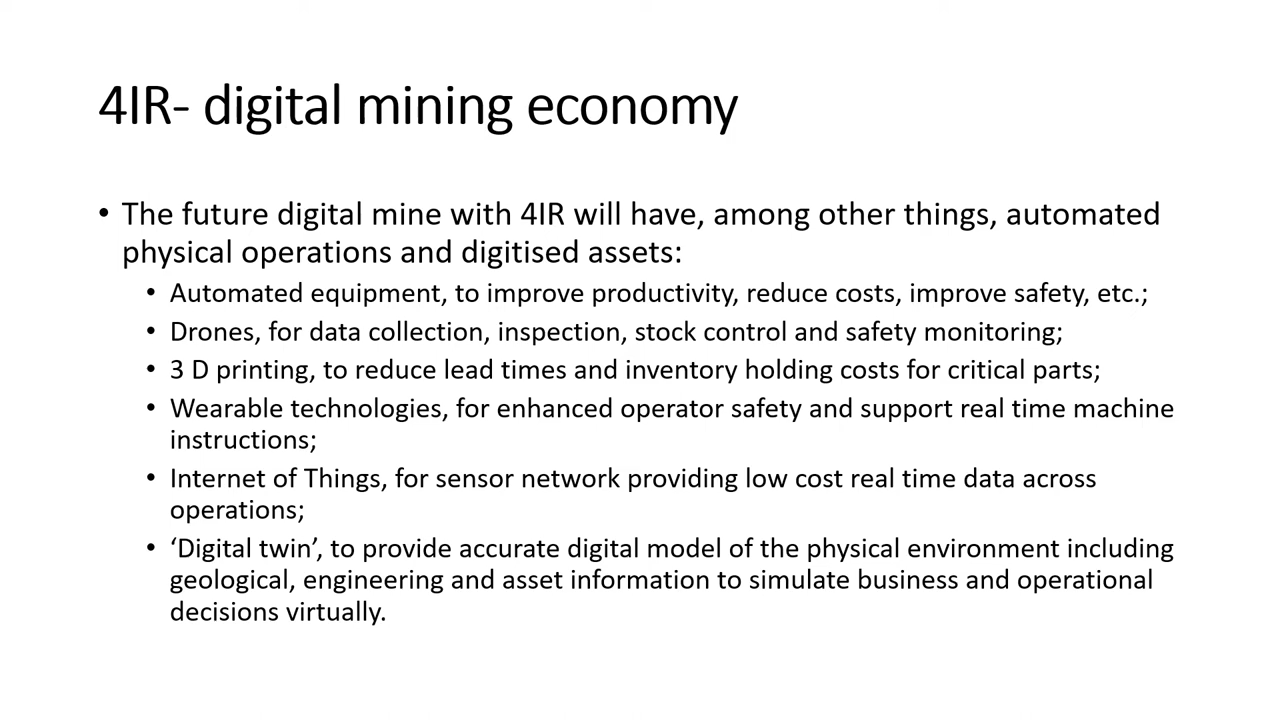 4IR- digital mining economy
• The future digital mine with 4IR will have, among other things, automated
physical operations and digitised assets:
• Automated equipment, to improve productivity, reduce costs, improve safety, etc.;
• Drones, for data collection, inspection, stock control and safety monitoring;
• 3 D printing, to reduce lead times and inventory holding costs for critical parts;
• Wearable technologies, for enhanced operator safety and support real time machine
instructions;
• Internet of Things, for sensor network providing low cost real time data across
operations;
• ‘Digital twin’, to provide accurate digital model of the physical environment including
geological, engineering and asset information to simulate business and operational
decisions virtually.